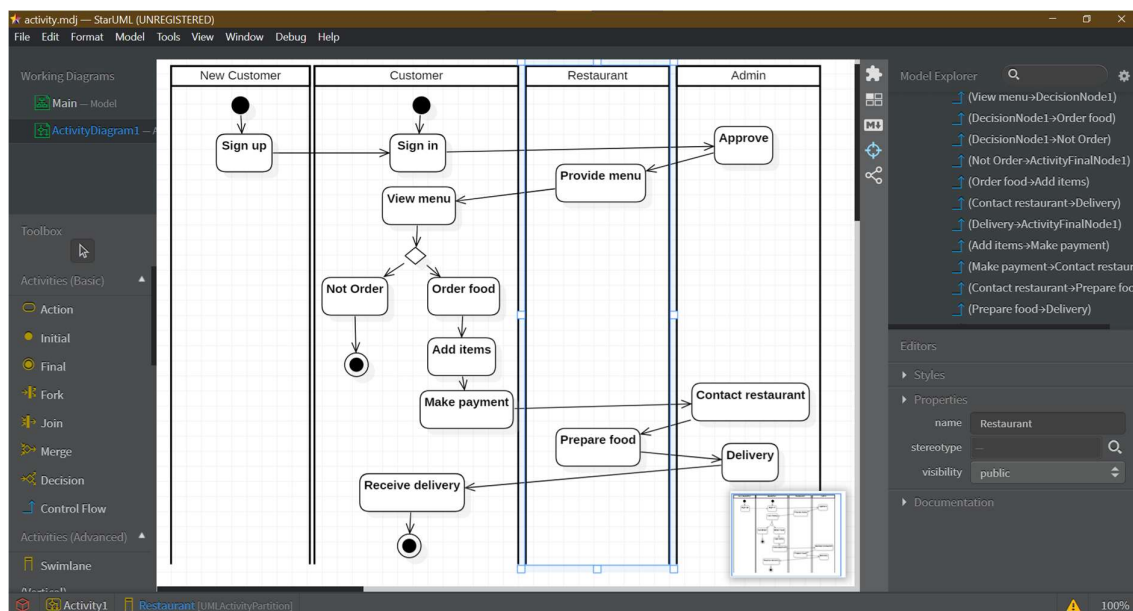 activity.mdj — StarUML (UNREGISTERED)
File Edit Format Model Tools View Window Debug Help
Working Diagrams
Main — Model
ActivityDiagram1 — A
Toolbox
Activities (Basic)
Action
Initial
Final
Fork
Join
Merge
Decision
Control Flow
Activities (Advanced)
Swimlane
(Vertical)
New Customer
Customer
Restaurant
Admin
Sign up
Sign in
Approve
Provide menu
View menu
Not Order
Order food
Add items
Make payment
Contact restaurant
Prepare food
Delivery
Receive delivery
M
Model Explorer
(View menu→DecisionNode1)
(DecisionNode1→Order food)
(DecisionNode1→Not Order)
(Not Order→ActivityFinalNode1)
(Order food→Add items)
(Contact restaurant→Delivery)
(Delivery→ActivityFinalNode1)
(Add items→Make payment)
(Make payment→Contact restaur
(Contact restaurant→Prepare foo
(Prepare food→Delivery)
Editors
Styles
Properties
name Restaurant
stereotype —
visibility public
Documentation
Activity1 Restaurant [UMLActivityPartition]
100%